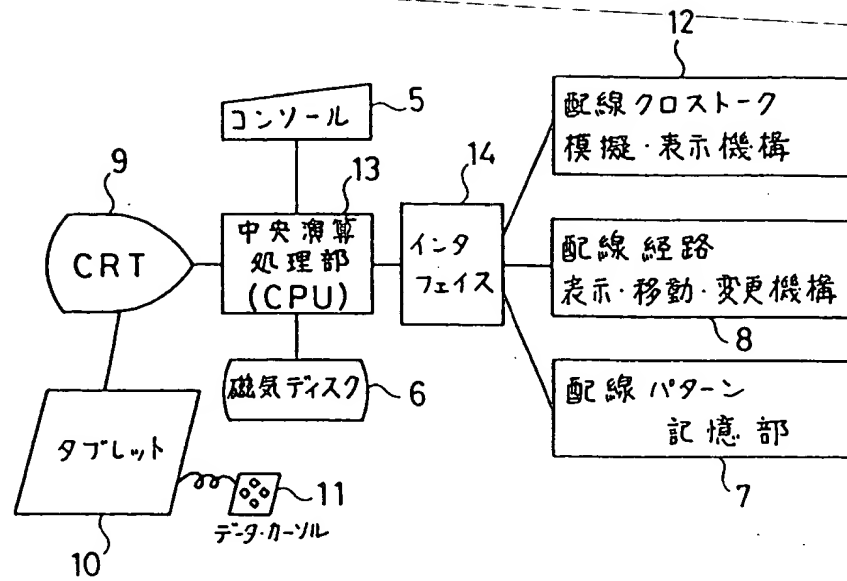 12
コンソール
5
配線クロストーク
模擬・表示機構
9
13
14
CRT
中央演算
処理部
(CPU)
インタ
フェイス
配線経路
表示・移動・変更機構
8
磁気ディスク
6
配線パターン
記憶部
7
タブレット
11
データ・カーソル
10